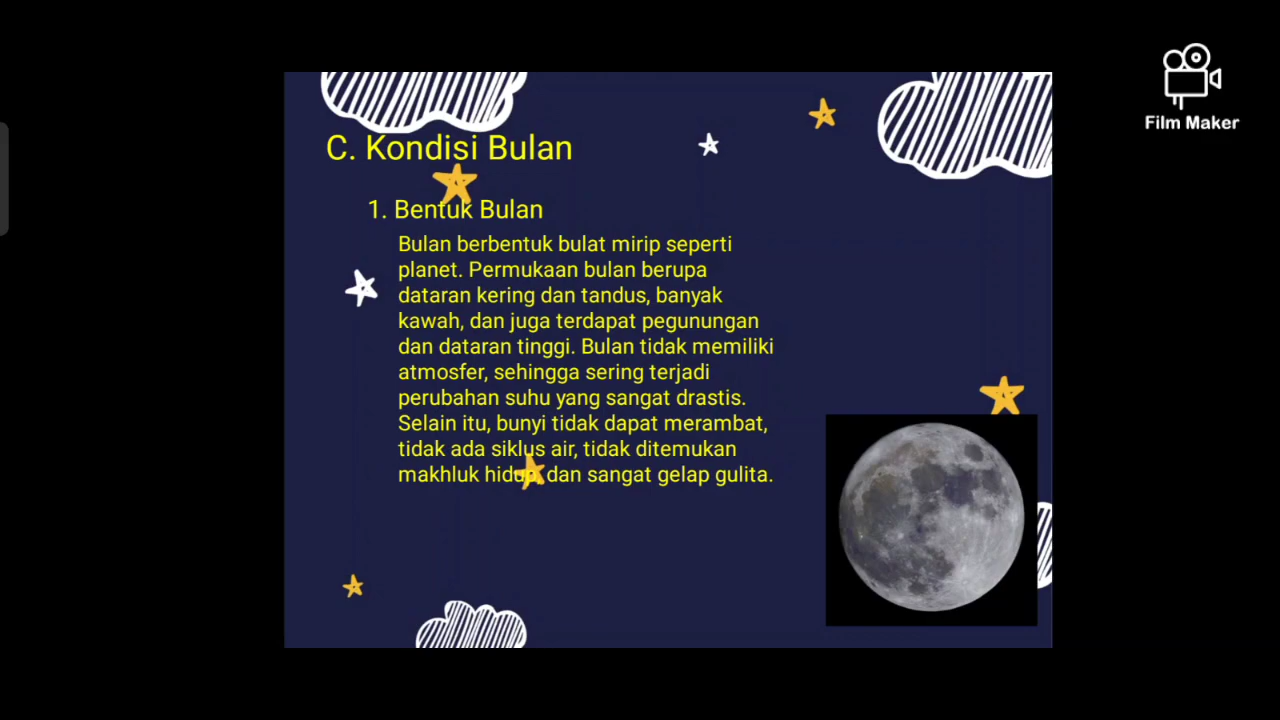 Film Maker
C. Kondisi Bulan
1. Bentuk Bulan
Bulan berbentuk bulat mirip seperti
planet. Permukaan bulan berupa
dataran kering dan tandus, banyak
kawah, dan juga terdapat pegunungan
dan dataran tinggi. Bulan tidak memiliki
atmosfer, sehingga sering terjadi
perubahan suhu yang sangat drastis.
Selain itu, bunyi tidak dapat merambat,
tidak ada siklus air, tidak ditemukan
makhluk hidup, dan sangat gelap gulita.